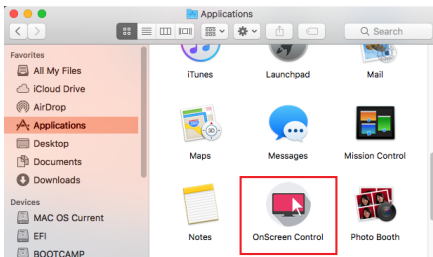 Applications
Search
Favorites
All My Files
iCloud Drive
AirDrop
Applications
Desktop
Documents
Downloads
Devices
MAC OS Current
EFI
BOOTCAMP
iTunes
Launchpad
Mail
3D
Maps
Messages
Mission Control
Notes
OnScreen Control
Photo Booth